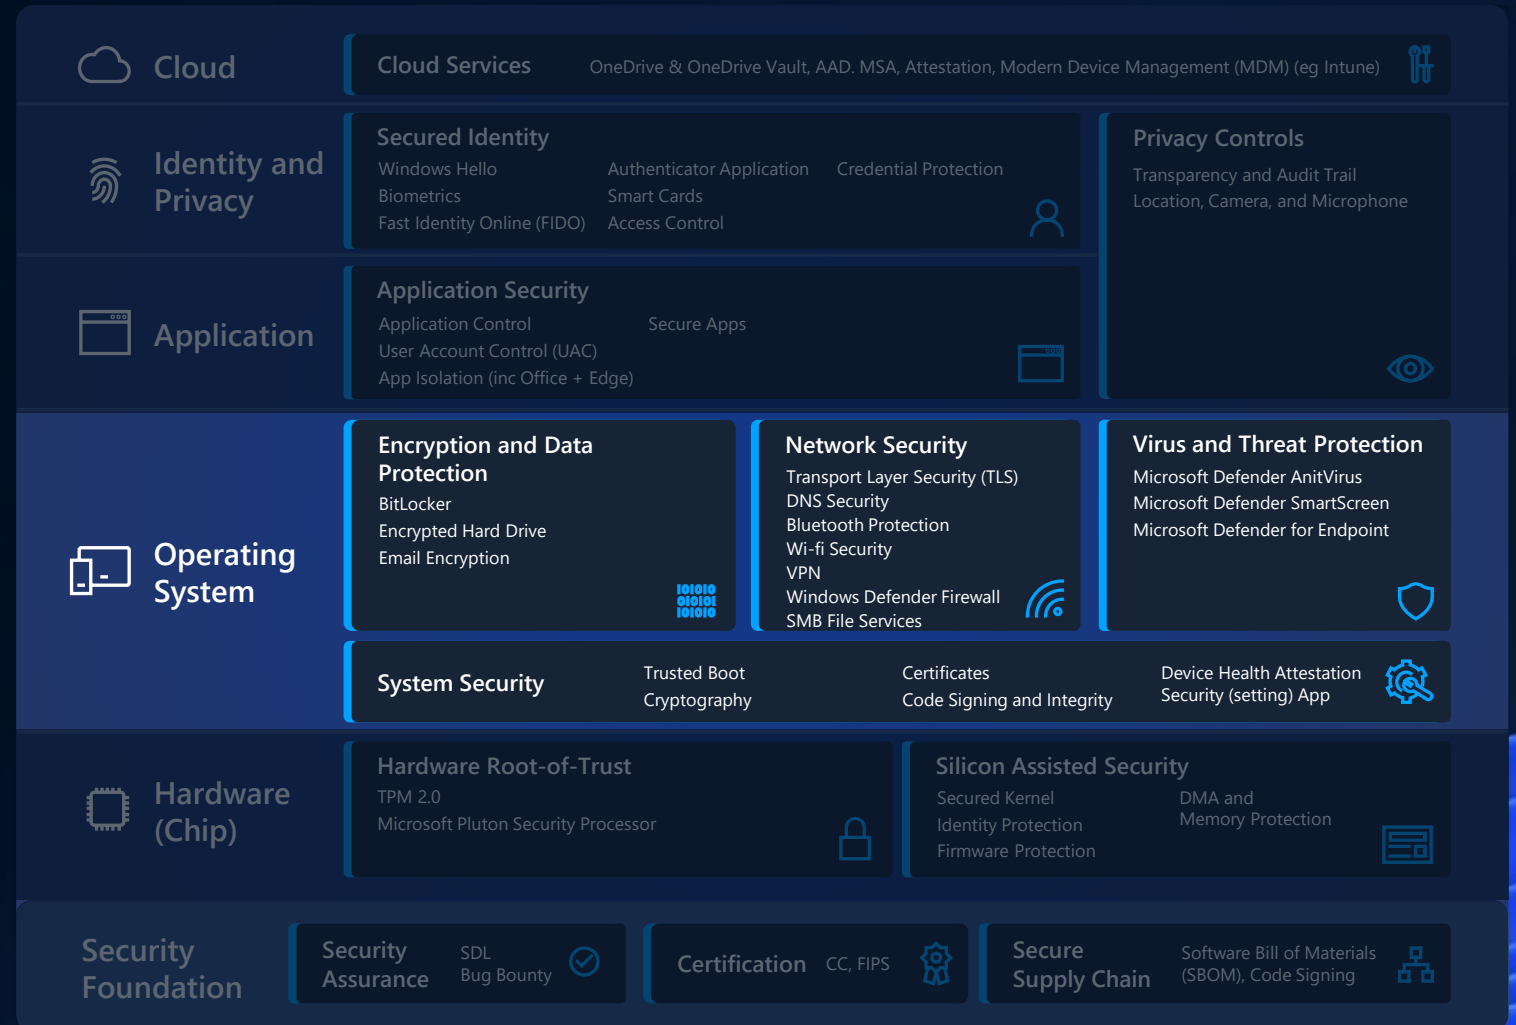 Cloud
Cloud Services
OneDrive & OneDrive Vault, AAD. MSA, Attestation, Modern Device Management (MDM) (eg Intune)
Identity and
Privacy
Secured Identity
Windows Hello
Biometrics
Fast Identity Online (FIDO)
Authenticator Application
Smart Cards
Access Control
Credential Protection
Privacy Controls
Transparency and Audit Trail
Location, Camera, and Microphone
Application
Application Security
Application Control
User Account Control (UAC)
App Isolation (inc Office + Edge)
Secure Apps
Operating
System
Encryption and Data
Protection
BitLocker
Encrypted Hard Drive
Email Encryption
10IOIO
OIOIOI
IOIOIO
Network Security
Transport Layer Security (TLS)
DNS Security
Bluetooth Protection
Wi-fi Security
VPN
Windows Defender Firewall
SMB File Services
Virus and Threat Protection
Microsoft Defender AnitVirus
Microsoft Defender SmartScreen
Microsoft Defender for Endpoint
System Security
Trusted Boot
Cryptography
Certificates
Code Signing and Integrity
Device Health Attestation
Security (setting) App
Hardware
(Chip)
Hardware Root-of-Trust
TPM 2.0
Microsoft Pluton Security Processor
Silicon Assisted Security
Secured Kernel
Identity Protection
Firmware Protection
DMA and
Memory Protection
Security
Foundation
Security
Assurance
SDL
Bug Bounty
Certification
CC, FIPS
Secure
Supply Chain
Software Bill of Materials
(SBOM), Code Signing